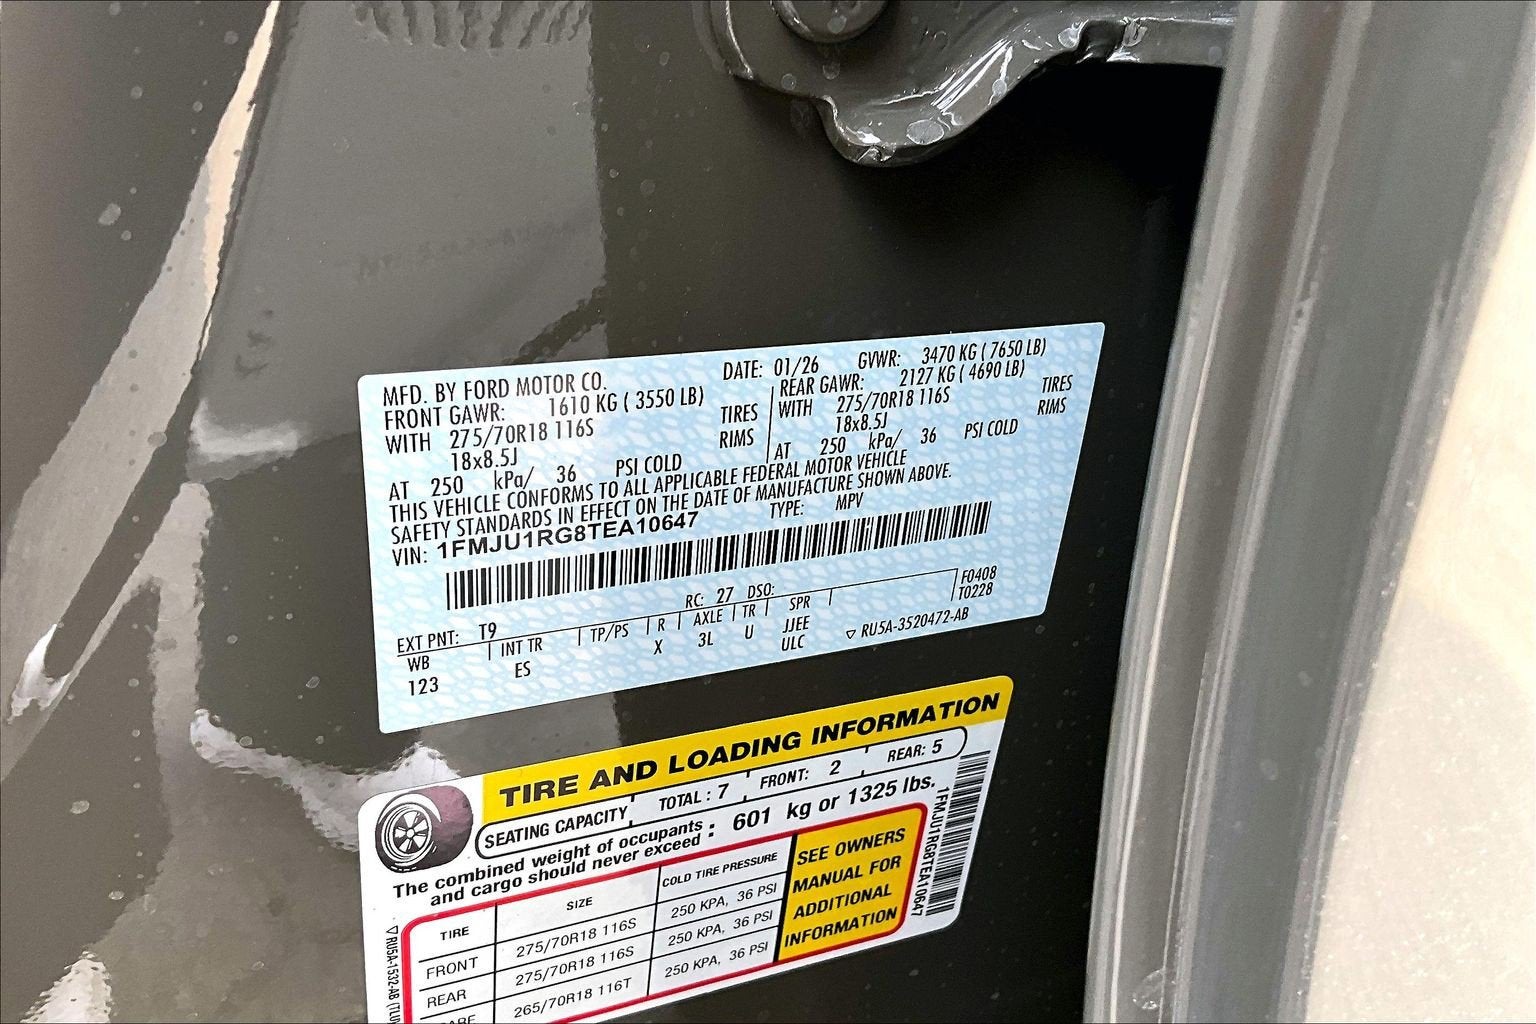 MFD. BY FORD MOTOR CO.
DATE: 01/26 GVWR: 3470 KG ( 7650 LB)
FRONT GAWR: 1610 KG ( 3550 LB)
REAR GAWR: 2127 KG ( 4690 LB)
WITH 275/70R18 116S TIRES
WITH 275/70R18 116S TIRES
18x8.5J RIMS
18x8.5J RIMS
AT 250 kPa/ 36 PSI COLD
AT 250 kPa/ 36 PSI COLD
THIS VEHICLE CONFORMS TO ALL APPLICABLE FEDERAL MOTOR VEHICLE
SAFETY STANDARDS IN EFFECT ON THE DATE OF MANUFACTURE SHOWN ABOVE.
VIN: 1FMJU1RG8TEA10647 TYPE: MPV
EXT PNT: T9 RC: 27 DSO: F0408
WB INT TR TP/PS R AXLE TR SPR T0228
123 ES X 3L U JJEE
ULC ▽ RU5A-3520472-AB
TIRE AND LOADING INFORMATION
SEATING CAPACITY TOTAL : 7 FRONT: 2 REAR: 5
The combined weight of occupants : 601 kg or 1325 lbs.
and cargo should never exceed
TIRE SIZE COLD TIRE PRESSURE
FRONT 275/70R18 116S 250 KPA, 36 PSI
REAR 275/70R18 116S 250 KPA, 36 PSI
265/70R18 116T 250 KPA, 36 PSI
SEE OWNERS
MANUAL FOR
ADDITIONAL
INFORMATION
1FMJU1RG8TEA10647
▽ RU5A-1532-AB